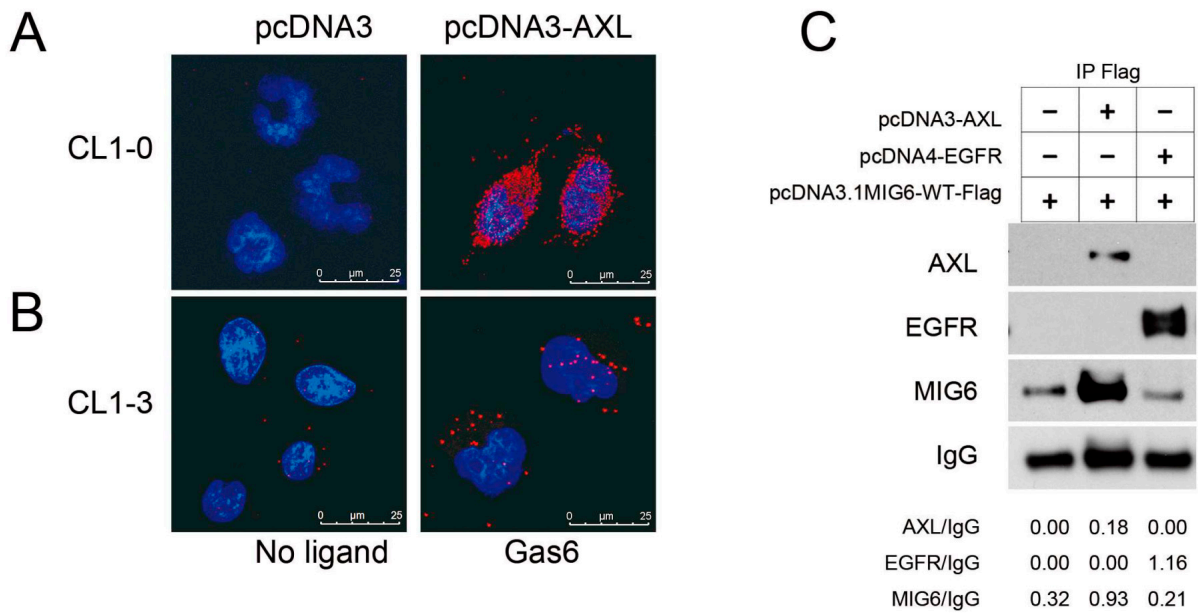 A
pcDNA3 pcDNA3-AXL
CL1-0
0 µm 25
0 µm 25
B
CL1-3
0 µm 25
0 µm 25
No ligand Gas6
C
IP Flag
pcDNA3-AXL − + −
pcDNA4-EGFR − − +
pcDNA3.1MIG6-WT-Flag + + +
AXL
EGFR
MIG6
IgG
AXL/IgG 0.00 0.18 0.00
EGFR/IgG 0.00 0.00 1.16
MIG6/IgG 0.32 0.93 0.21